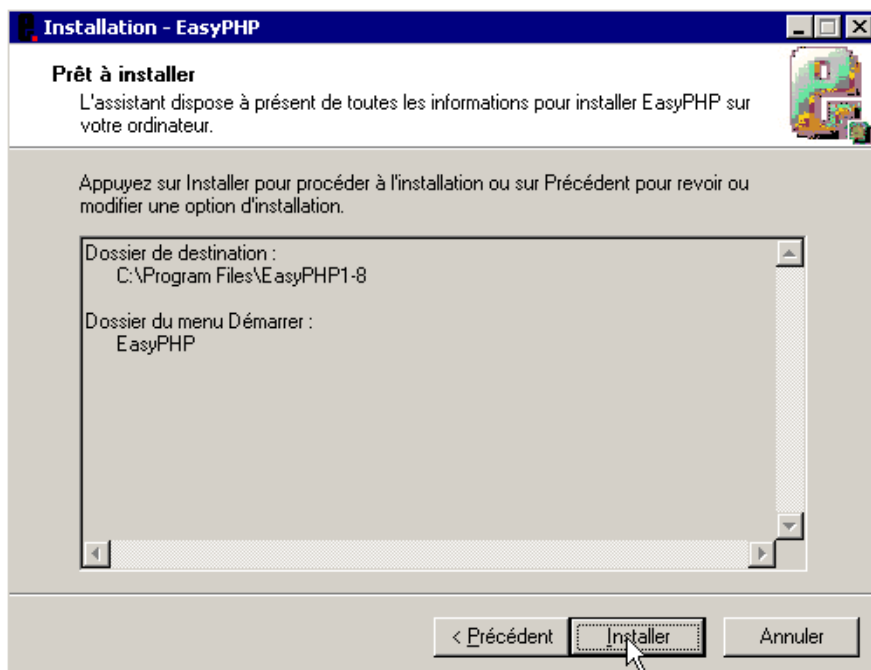 Installation - EasyPHP
Prêt à installer
L'assistant dispose à présent de toutes les informations pour installer EasyPHP sur
votre ordinateur.
Appuyez sur Installer pour procéder à l'installation ou sur Précédent pour revoir ou
modifier une option d'installation.
Dossier de destination :
C:\Program Files\EasyPHP1-8
Dossier du menu Démarrer :
EasyPHP
< Précédent Installer Annuler